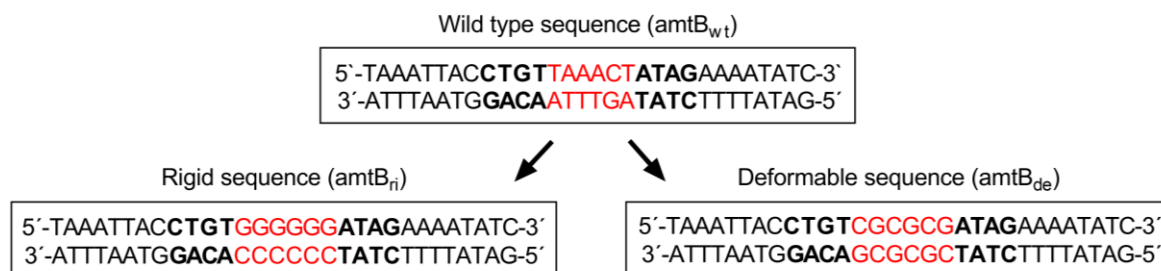 Wild type sequence (amtBwt)
5`-TAAATTACCTGTTAAACTATAGAAAATATC-3`
3´-ATTTAATGGACAATTTGATATCTTTTATAG-5´
Rigid sequence (amtBri)
5´-TAAATTACCTGTGGGGGGATAGAAAATATC-3´
3´-ATTTAATGGACACCCCCCTATCTTTTATAG-5´
Deformable sequence (amtBde)
5´-TAAATTACCTGTCGCGCGATAGAAAATATC-3´
3´-ATTTAATGGACAGCGCGCTATCTTTTATAG-5´